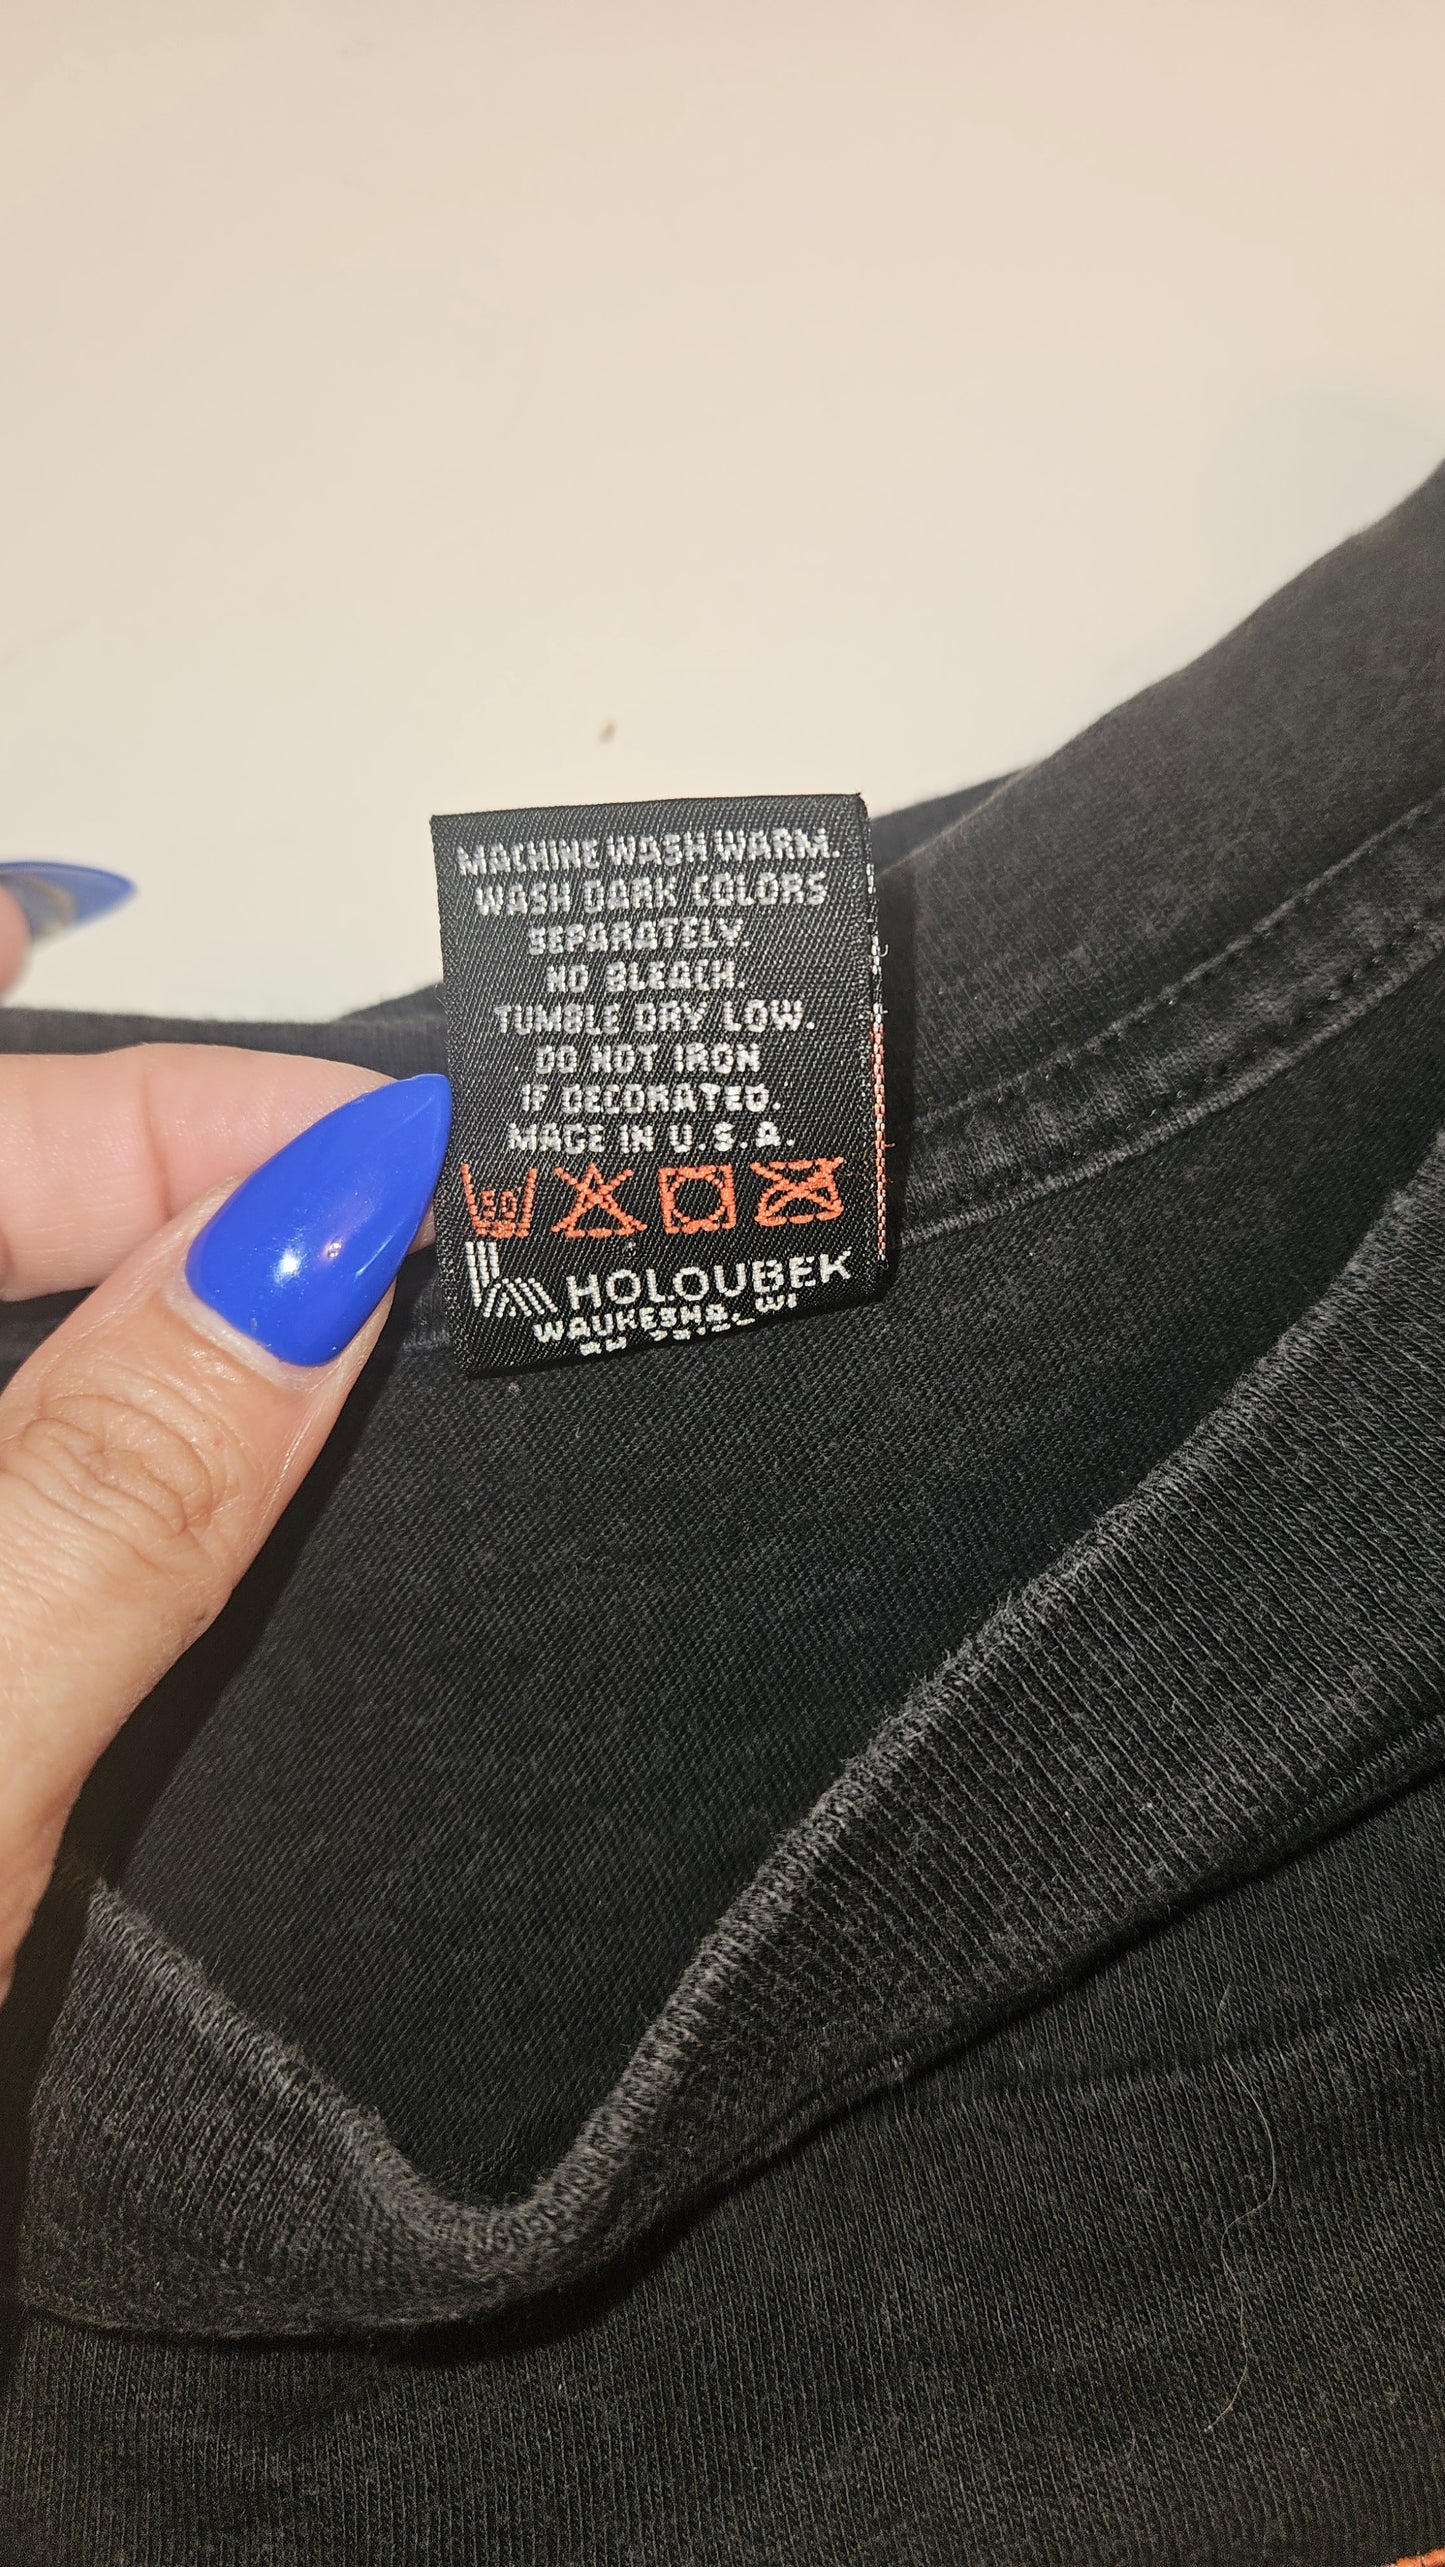 MACHINE WASH WARM.
WASH DARK COLORS
SEPARATELY.
NO BLEACH.
TUMBLE DRY LOW.
DO NOT IRON
IF DECORATED.
MADE IN U.S.A.
50
HOLOUBEK
WAUKESHA, WI